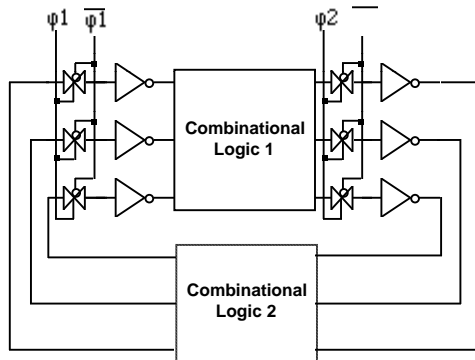 φ1 φ1̅ φ2
Combinational
Logic 1
Combinational
Logic 2